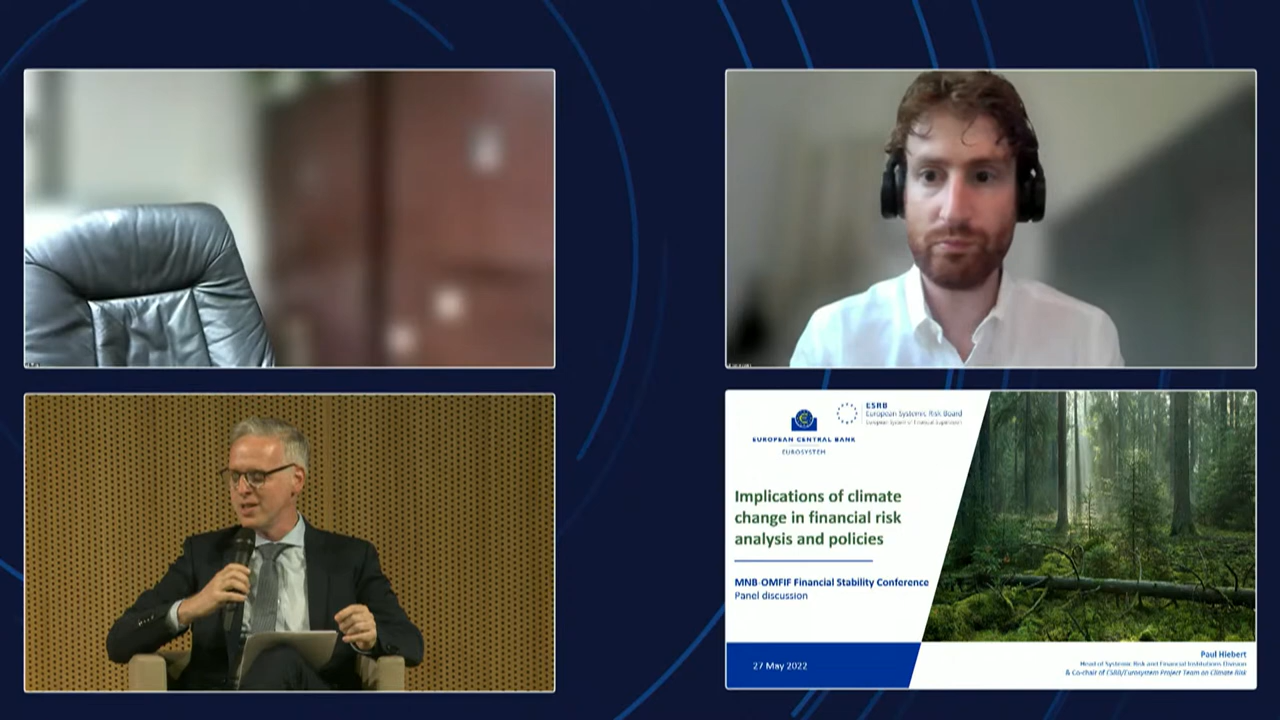 EUROPEAN CENTRAL BANK
EUROSYSTEM
ESRB
European Systemic Risk Board
European System of Financial Supervision
Implications of climate
change in financial risk
analysis and policies
MNB-OMFIF Financial Stability Conference
Panel discussion
27 May 2022
Paul Hiebert
Head of Systemic Risk and Financial Institutions Division
& Co-chair of ESRB/Eurosystem Project Team on Climate Risk